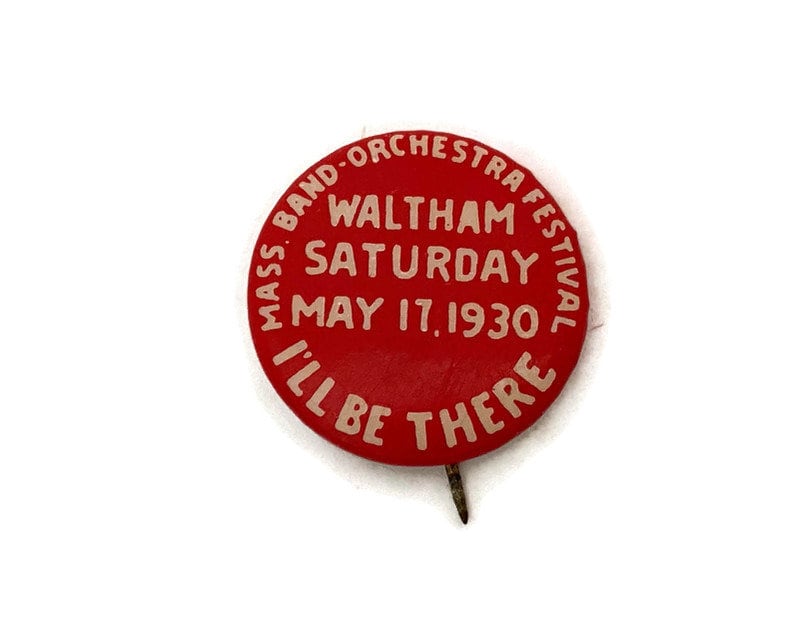 MASS. BAND-ORCHESTRA FESTIVAL
WALTHAM
SATURDAY
MAY 17, 1930
I'LL BE THERE